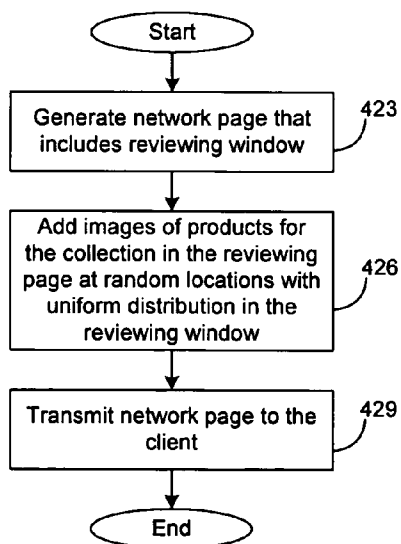 Start
Generate network page that
includes reviewing window
423
Add images of products for
the collection in the reviewing
page at random locations with
uniform distribution in the
reviewing window
426
Transmit network page to the
client
429
End